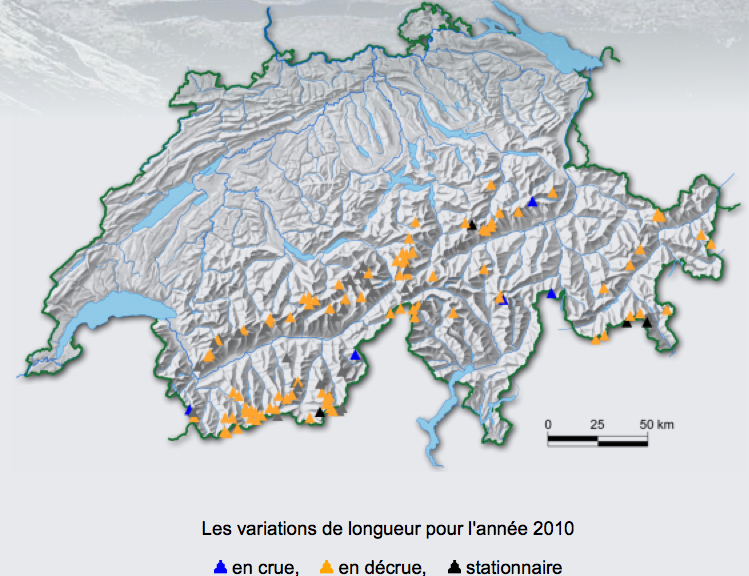 0 25 50 km
Les variations de longueur pour l'année 2010
en crue, en décrue, stationnaire